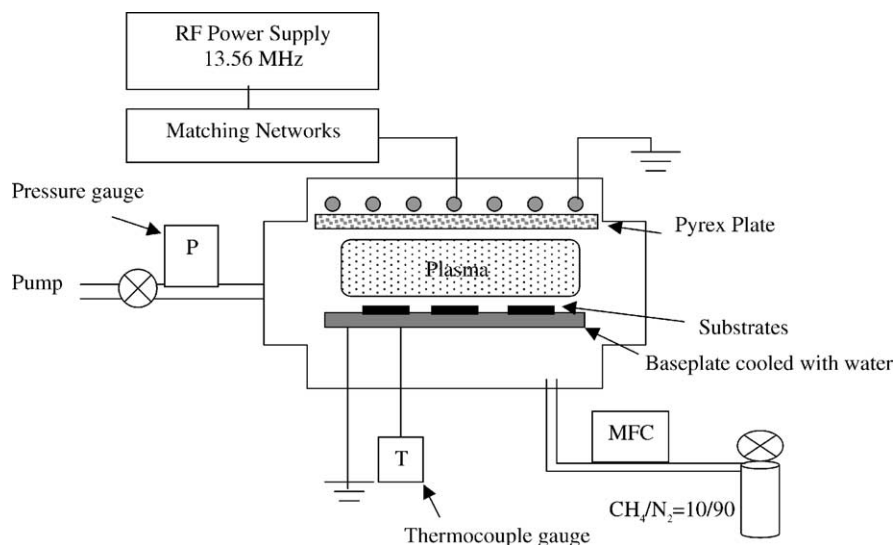 RF Power Supply
13.56 MHz
Matching Networks
Pressure gauge
P
Pyrex Plate
Plasma
Pump
Substrates
Baseplate cooled with water
MFC
T
CH₄/N₂=10/90
Thermocouple gauge